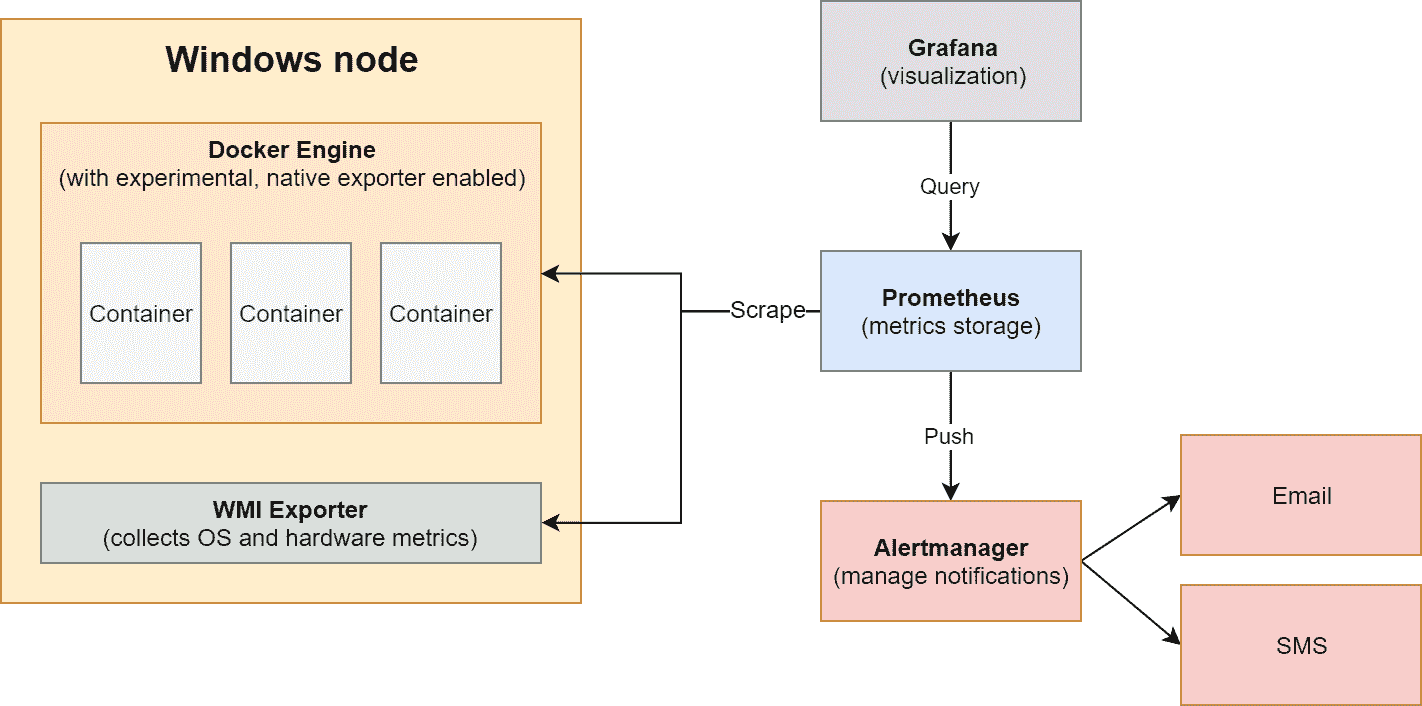 Windows node
Docker Engine
(with experimental, native exporter enabled)
Container
Container
Container
WMI Exporter
(collects OS and hardware metrics)
Grafana
(visualization)
Query
Scrape
Prometheus
(metrics storage)
Push
Alertmanager
(manage notifications)
Email
SMS